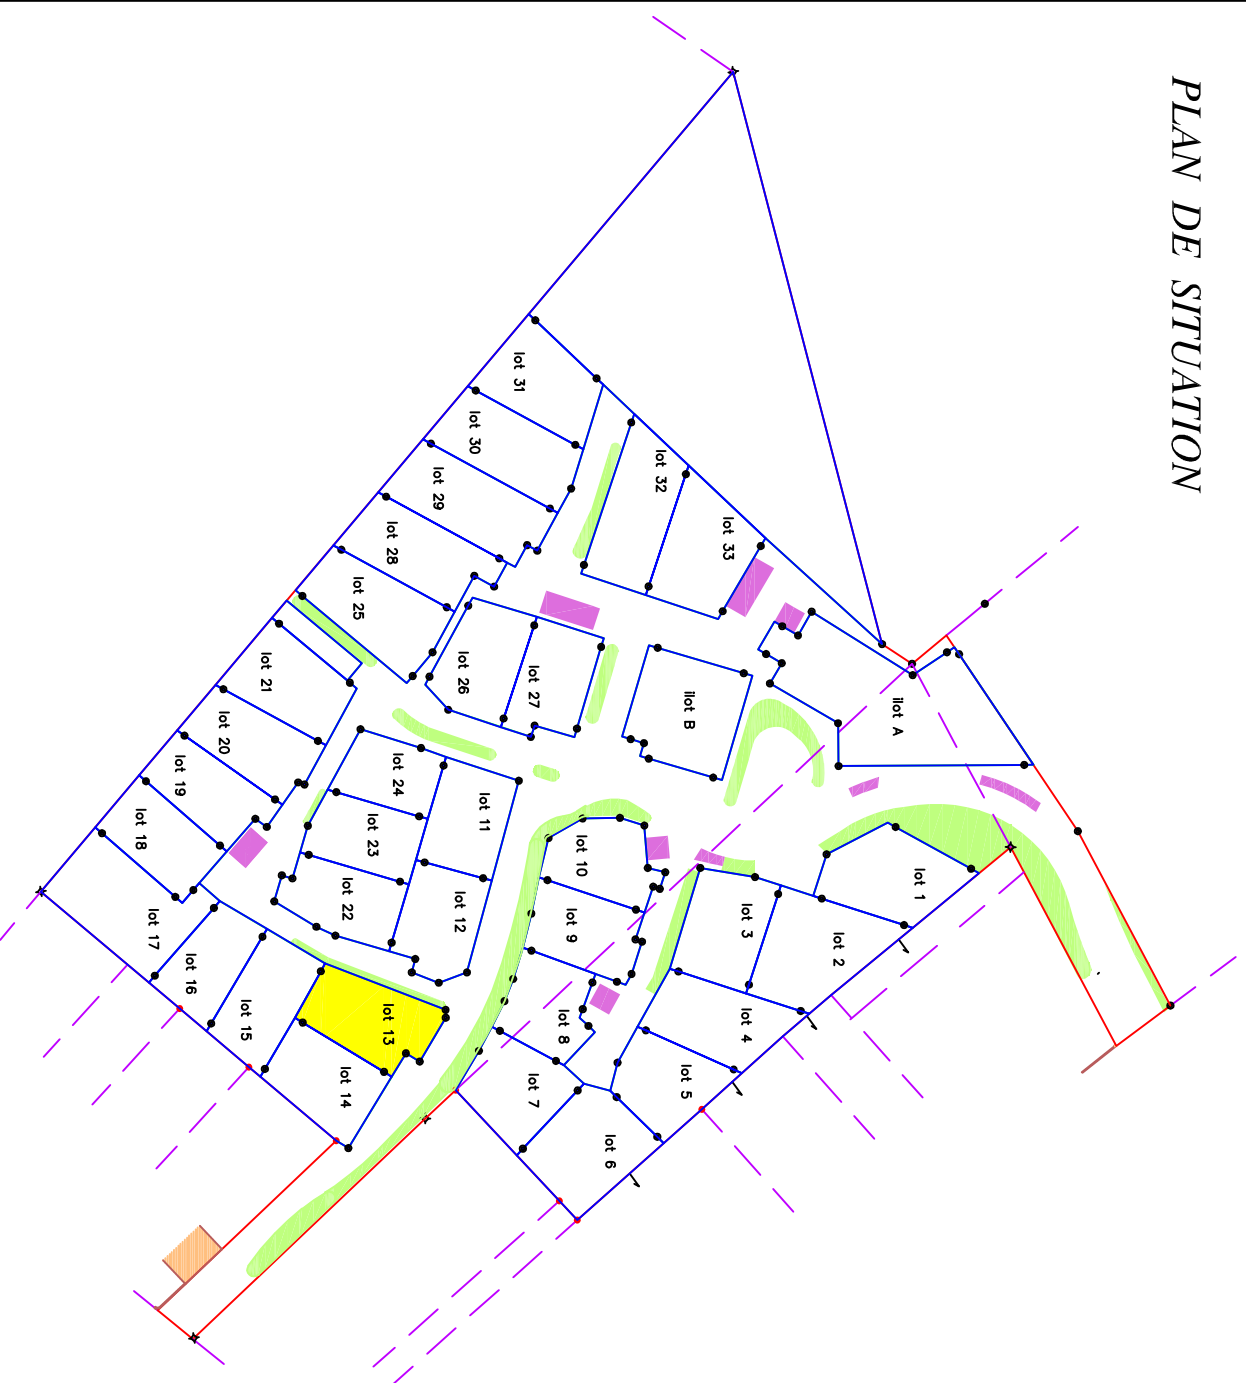 PLAN DE SITUATION
lot 1
lot 2
lot 3
lot 4
lot 5
lot 6
lot 7
lot 8
lot 9
lot 10
lot 11
lot 12
lot 13
lot 14
lot 15
lot 16
lot 17
lot 18
lot 19
lot 20
lot 21
lot 22
lot 23
lot 24
lot 25
lot 26
lot 27
lot 28
lot 29
lot 30
lot 31
lot 32
lot 33
ilot A
ilot B